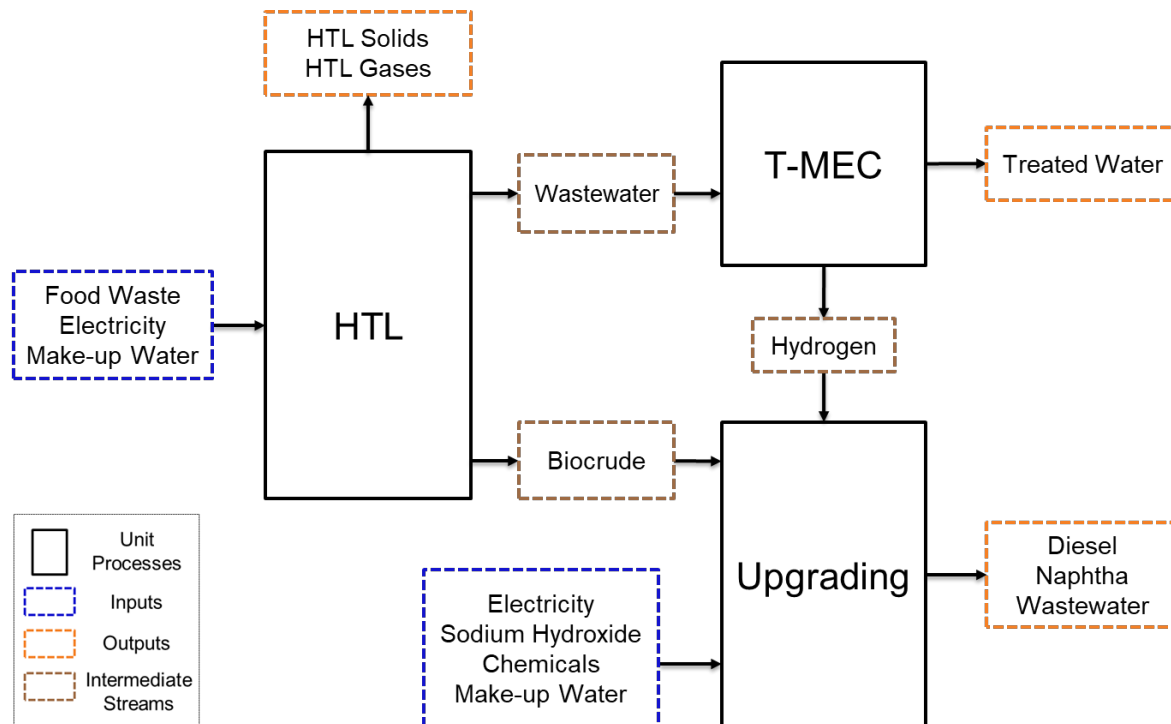 HTL Solids
HTL Gases
T-MEC
Treated Water
Wastewater
Food Waste
Electricity
Make-up Water
HTL
Hydrogen
Biocrude
Upgrading
Diesel
Naphtha
Wastewater
Electricity
Sodium Hydroxide
Chemicals
Make-up Water
Unit
Processes
Inputs
Outputs
Intermediate
Streams